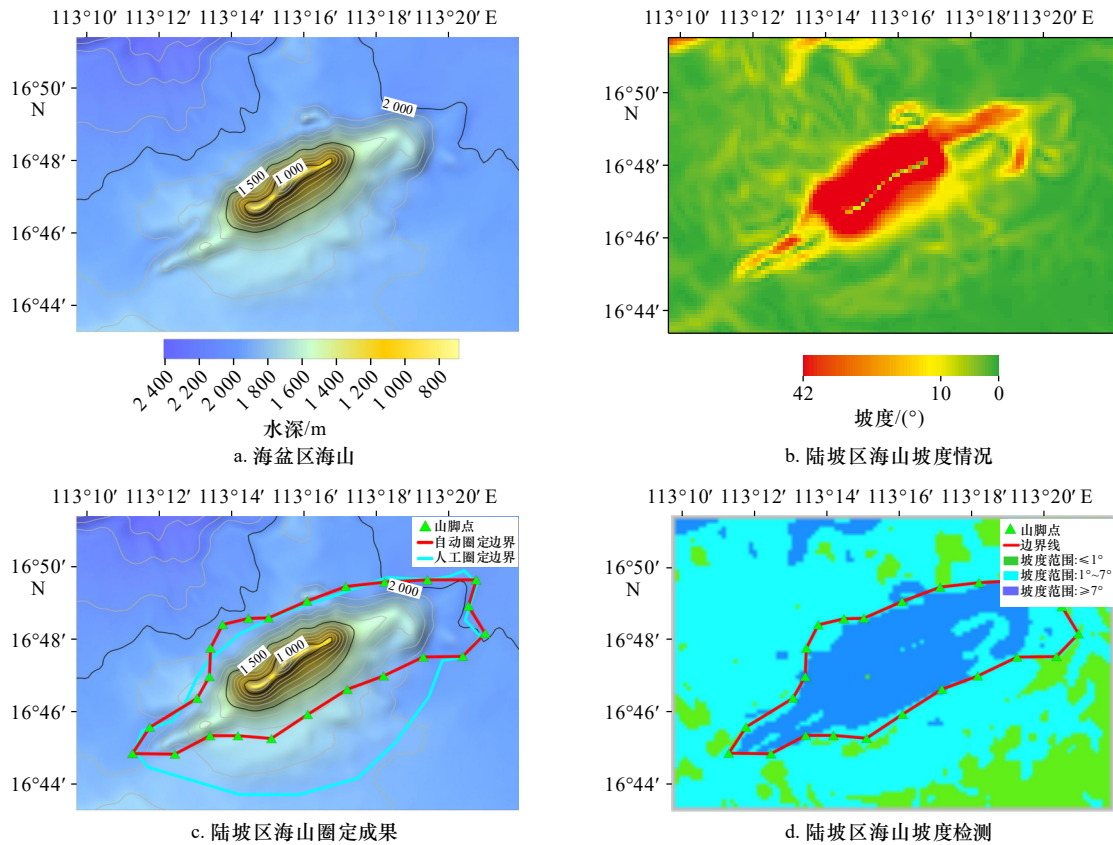 113°10′ 113°12′ 113°14′ 113°16′ 113°18′ 113°20′ E
16°50′
N
16°48′
16°46′
16°44′
2 000
1 500
1 000
2 400 2 200 2 000 1 800 1 600 1 400 1 200 1 000 800
水深/m
a. 海盆区海山
113°10′ 113°12′ 113°14′ 113°16′ 113°18′ 113°20′ E
16°50′
N
16°48′
16°46′
16°44′
42 10 0
坡度/(°)
b. 陆坡区海山坡度情况
113°10′ 113°12′ 113°14′ 113°16′ 113°18′ 113°20′ E
16°50′
N
16°48′
16°46′
16°44′
山脚点
自动圈定边界
人工圈定边界
2 000
1 500
1 000
c. 陆坡区海山圈定成果
113°10′ 113°12′ 113°14′ 113°16′ 113°18′ 113°20′ E
16°50′
N
16°48′
16°46′
16°44′
山脚点
边界线
坡度范围:≤1°
坡度范围:1°~7°
坡度范围:≥7°
d. 陆坡区海山坡度检测